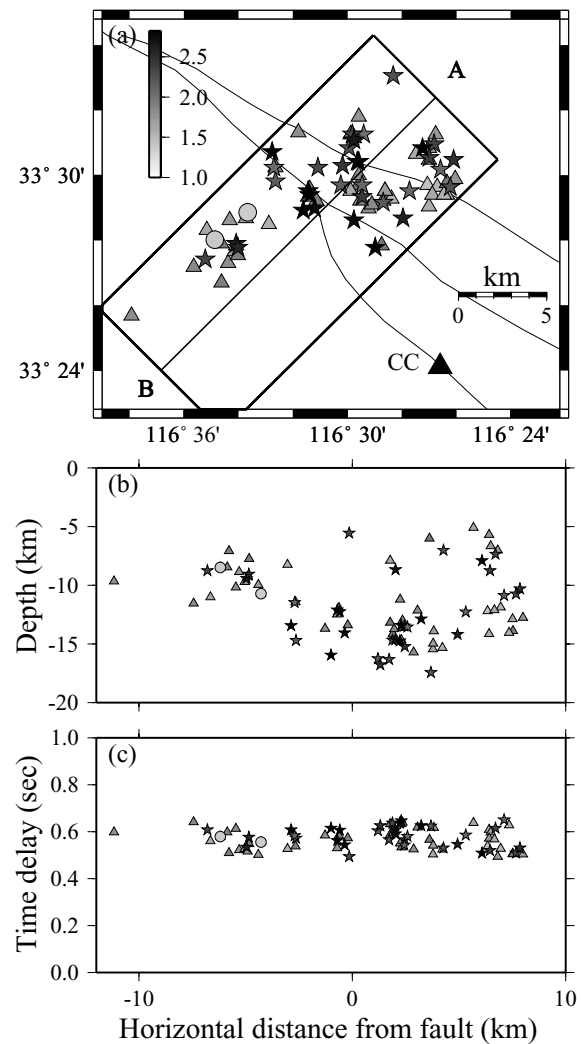 (a)
2.5
2.0
1.5
1.0
A
33° 30'
km
0 5
CC
33° 24'
B
116° 36' 116° 30' 116° 24'
(b)
0
-5
-10
-15
-20
Depth (km)
(c)
1.0
0.8
0.6
0.4
0.2
0.0
Time delay (sec)
-10 0 10
Horizontal distance from fault (km)